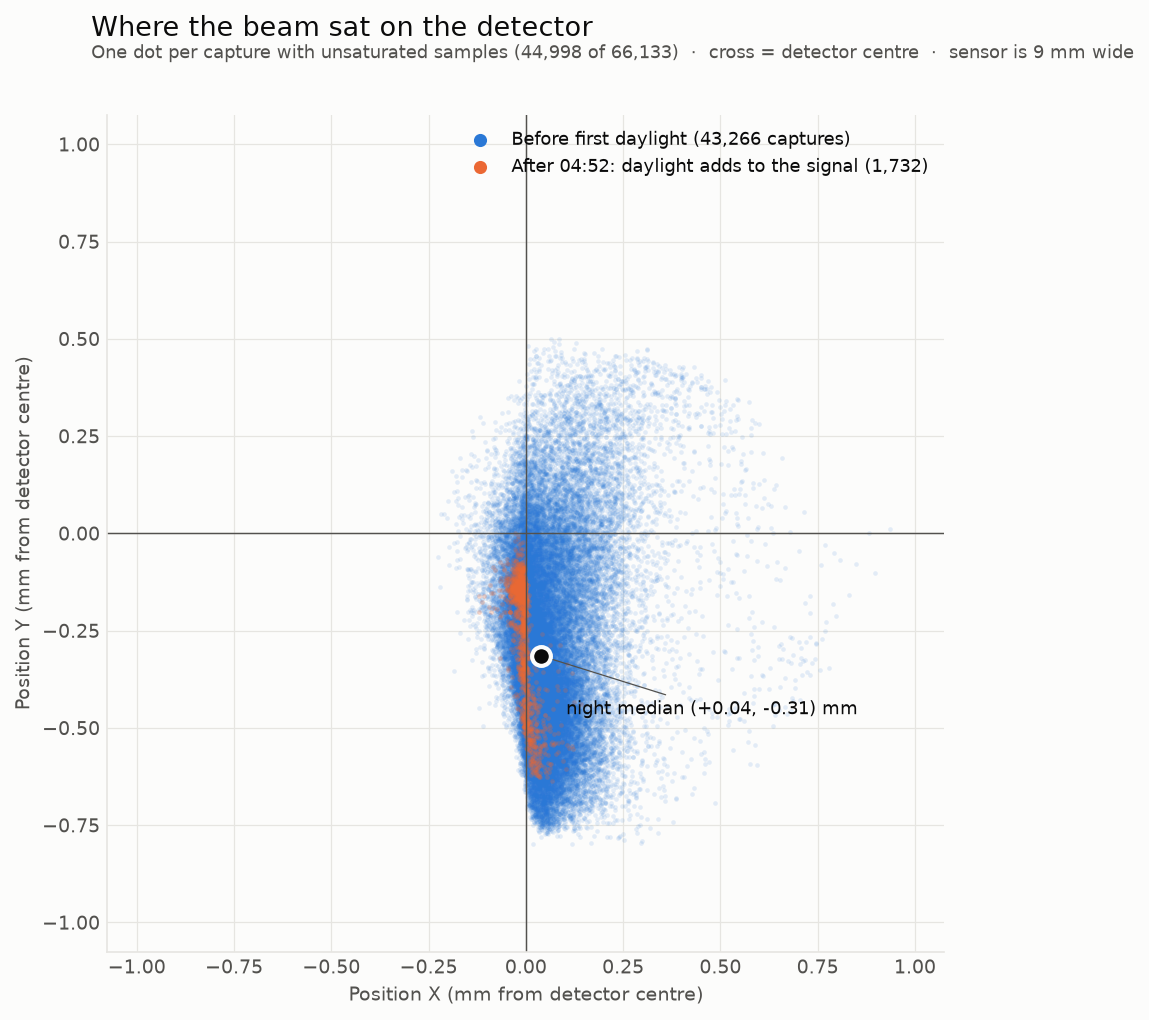 Where the beam sat on the detector
One dot per capture with unsaturated samples (44,998 of 66,133)  ·  cross = detector centre  ·  sensor is 9 mm wide
Before first daylight (43,266 captures)
After 04:52: daylight adds to the signal (1,732)
1.00
0.75
0.50
0.25
0.00
−0.25
−0.50
−0.75
−1.00
Position Y (mm from detector centre)
night median (+0.04, -0.31) mm
−1.00 −0.75 −0.50 −0.25 0.00 0.25 0.50 0.75 1.00
Position X (mm from detector centre)